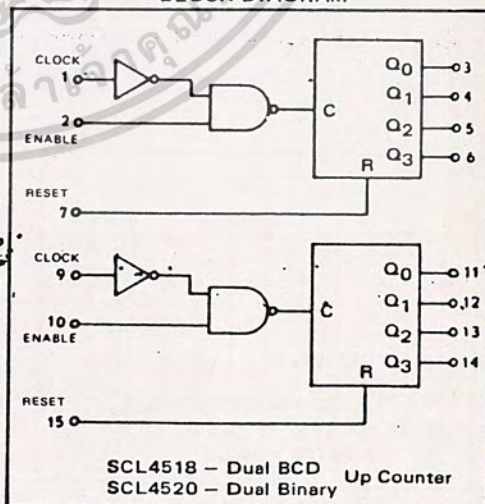 BLOCK DIAGRAM
CLOCK
1
2
ENABLE
C
Q0
3
Q1
4
Q2
5
Q3
6
R
RESET
7
CLOCK
9
10
ENABLE
C
Q0
11
Q1
12
Q2
13
Q3
14
R
RESET
15
SCL4518 – Dual BCD
SCL4520 – Dual Binary
Up Counter